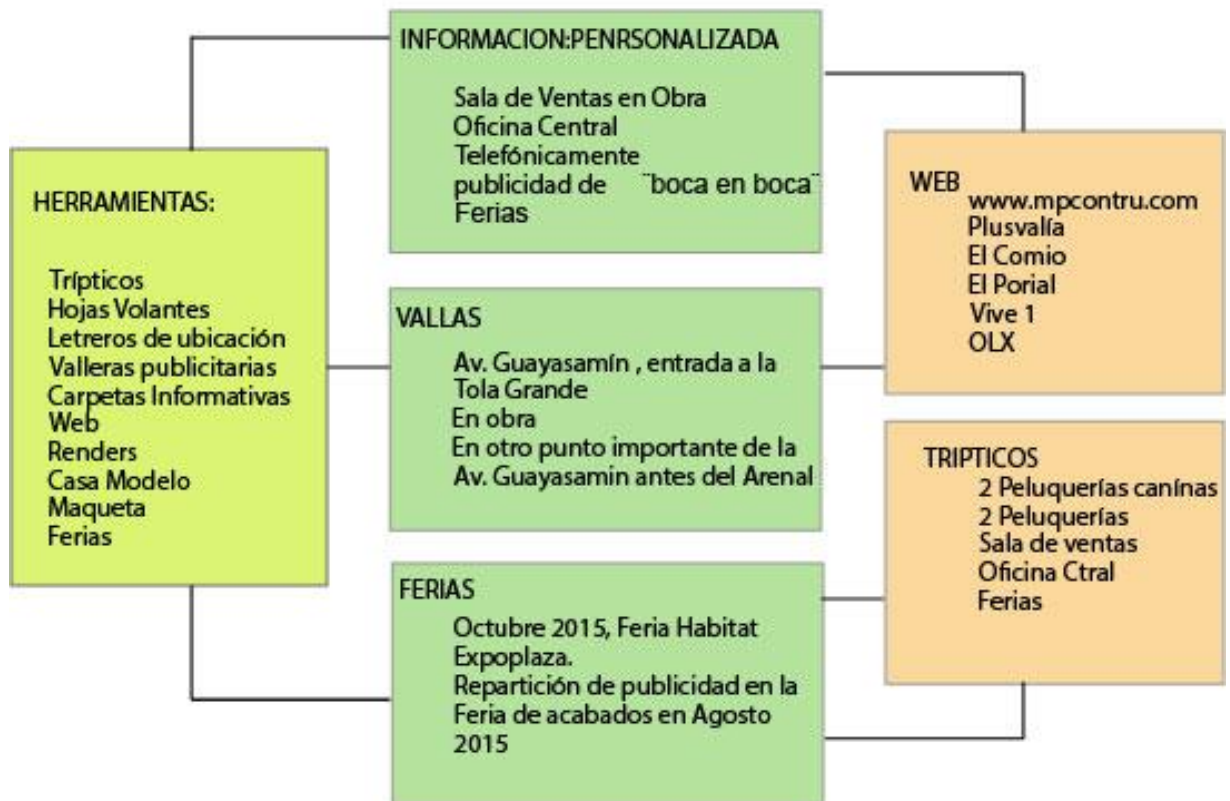 HERRAMIENTAS:
Trípticos
Hojas Volantes
Letreros de ubicación
Valleras publicitarias
Carpetas Informativas
Web
Renders
Casa Modelo
Maqueta
Ferias
INFORMACION:PENRSONALIZADA
Sala de Ventas en Obra
Oficina Central
Telefónicamente
publicidad de ¨boca en boca¨
Ferias
VALLAS
Av. Guayasamín , entrada a la
Tola Grande
En obra
En otro punto importante de la
Av. Guayasamin antes del Arenal
FERIAS
Octubre 2015, Feria Habitat
Expoplaza.
Repartición de publicidad en la
Feria de acabados en Agosto
2015
WEB
www.mpcontru.com
Plusvalía
El Comio
El Porial
Vive 1
OLX
TRIPTICOS
2 Peluquerías canínas
2 Peluquerías
Sala de ventas
Oficina Ctral
Ferias